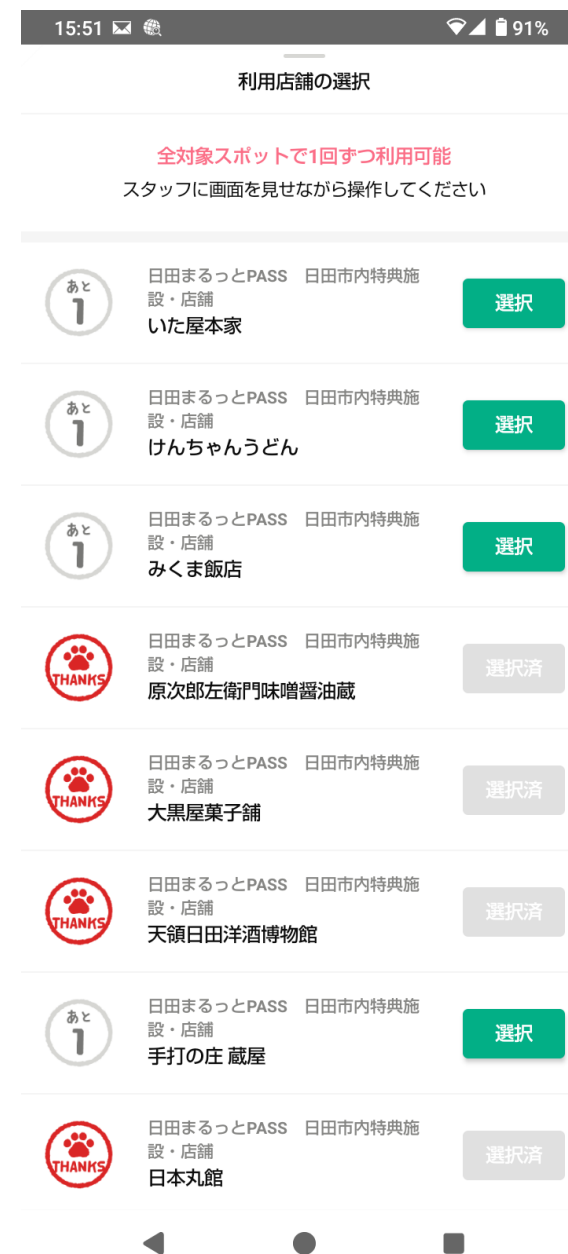 15:51 91%
利用店舗の選択
全対象スポットで1回ずつ利用可能
スタッフに画面を見せながら操作してください
あと
1
日田まるっとPASS　日田市内特典施
設・店舗
いた屋本家
選択
あと
1
日田まるっとPASS　日田市内特典施
設・店舗
けんちゃんうどん
選択
あと
1
日田まるっとPASS　日田市内特典施
設・店舗
みくま飯店
選択
THANKS
日田まるっとPASS　日田市内特典施
設・店舗
原次郎左衛門味噌醤油蔵
選択済
THANKS
日田まるっとPASS　日田市内特典施
設・店舗
大黒屋菓子舗
選択済
THANKS
日田まるっとPASS　日田市内特典施
設・店舗
天領日田洋酒博物館
選択済
あと
1
日田まるっとPASS　日田市内特典施
設・店舗
手打の庄 蔵屋
選択
THANKS
日田まるっとPASS　日田市内特典施
設・店舗
日本丸館
選択済